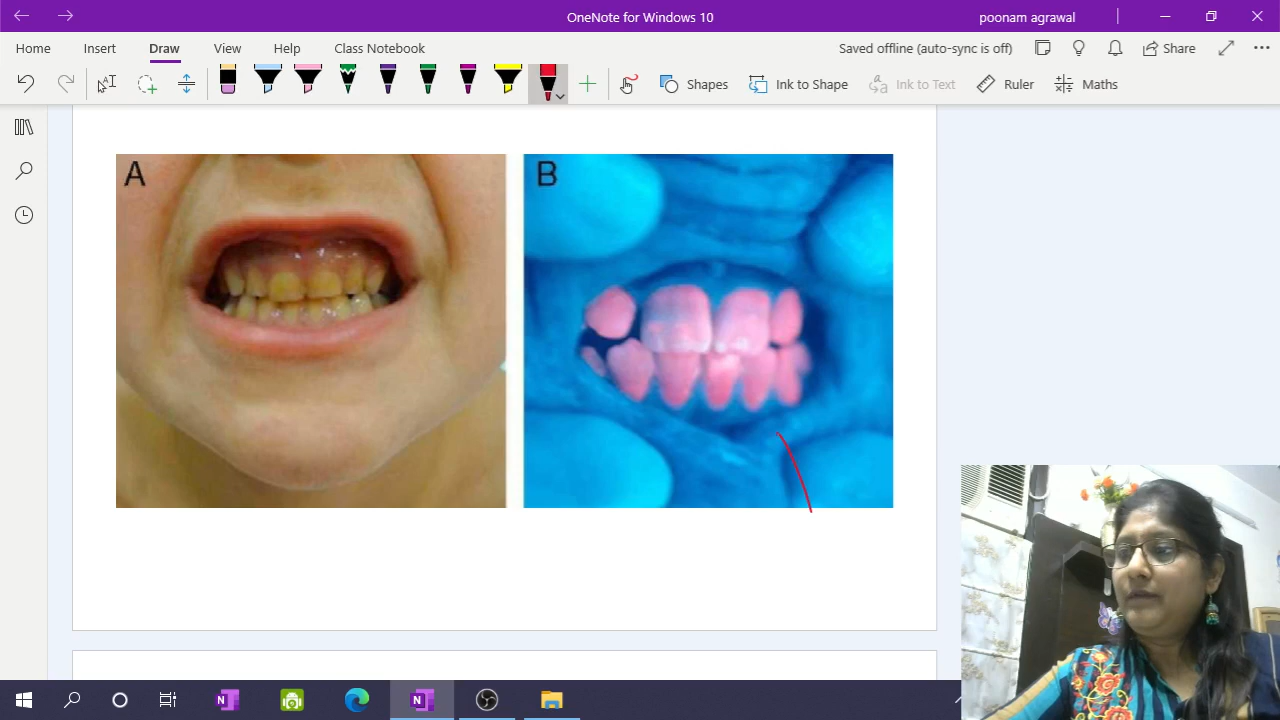 OneNote for Windows 10
poonam agrawal
Home Insert Draw View Help Class Notebook
Saved offline (auto-sync is off)
Share
Shapes Ink to Shape Ink to Text Ruler Maths
A
B